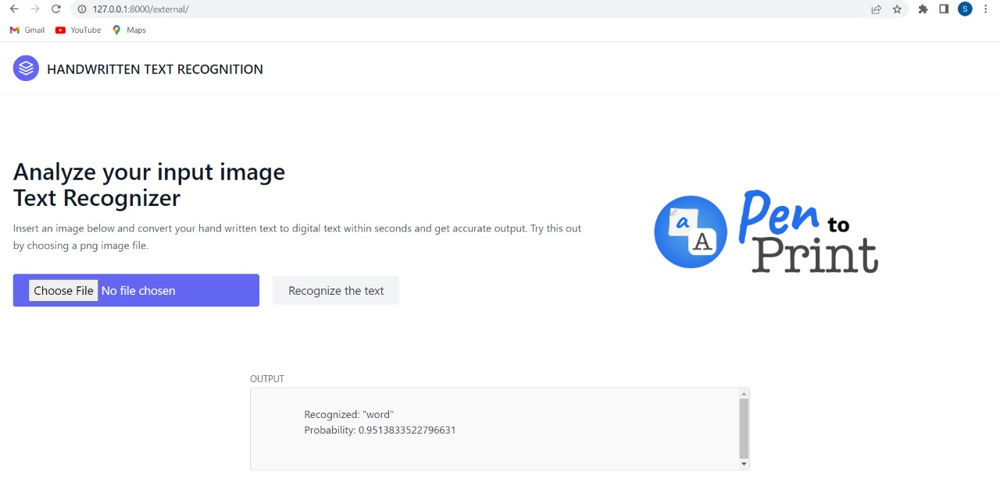 127.0.0.1:8000/external/
S
Gmail YouTube Maps
HANDWRITTEN TEXT RECOGNITION
Analyze your input image
Text Recognizer
Insert an image below and convert your hand written text to digital text within seconds and get accurate output. Try this out
by choosing a png image file.
Choose File No file chosen Recognize the text
a A
Pen to
Print
OUTPUT
Recognized: "word"
Probability: 0.9513833522796631